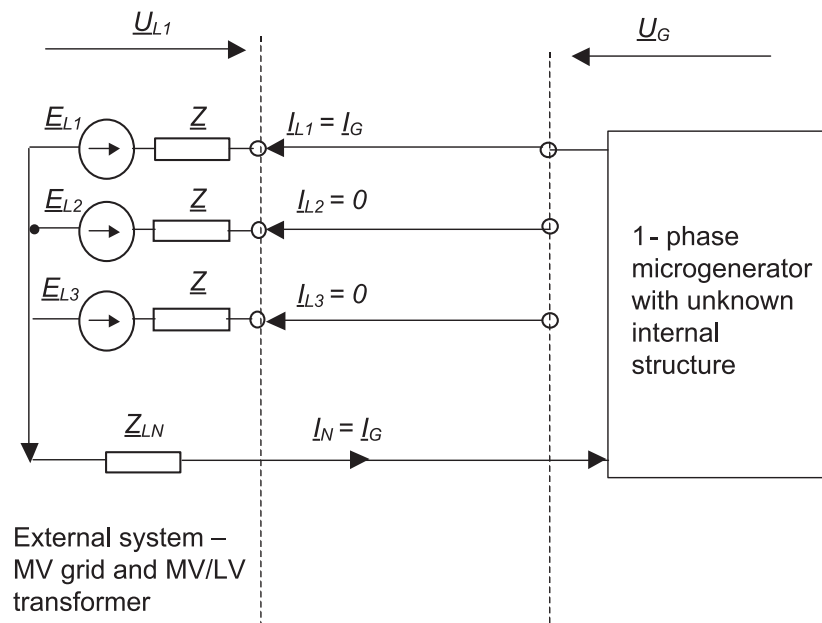 U_L1
U_G
E_L1
Z
I_L1 = I_G
E_L2
Z
I_L2 = 0
E_L3
Z
I_L3 = 0
1- phase
microgenerator
with unknown
internal
structure
Z_LN
I_N = I_G
External system –
MV grid and MV/LV
transformer